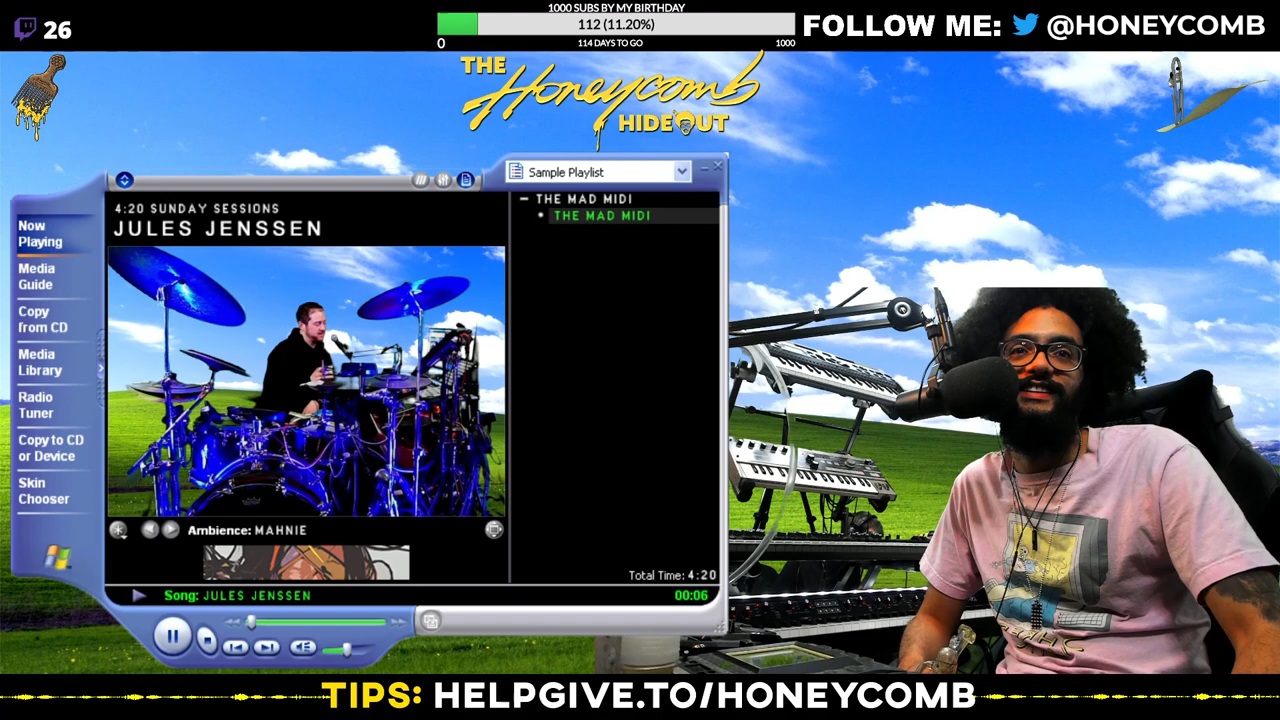 26
1000 SUBS BY MY BIRTHDAY
112 (11.20%)
0
114 DAYS TO GO
1000
FOLLOW ME: @HONEYCOMB
THE
Honeycomb
HIDEOUT
Sample Playlist
THE MAD MIDI
THE MAD MIDI
4:20 SUNDAY SESSIONS
JULES JENSSEN
Now
Playing
Media
Guide
Copy
from CD
Media
Library
Radio
Tuner
Copy to CD
or Device
Skin
Chooser
Ambience: MAHNIE
Total Time: 4:20
Song: JULES JENSSEN
00:06
TIPS: HELPGIVE.TO/HONEYCOMB